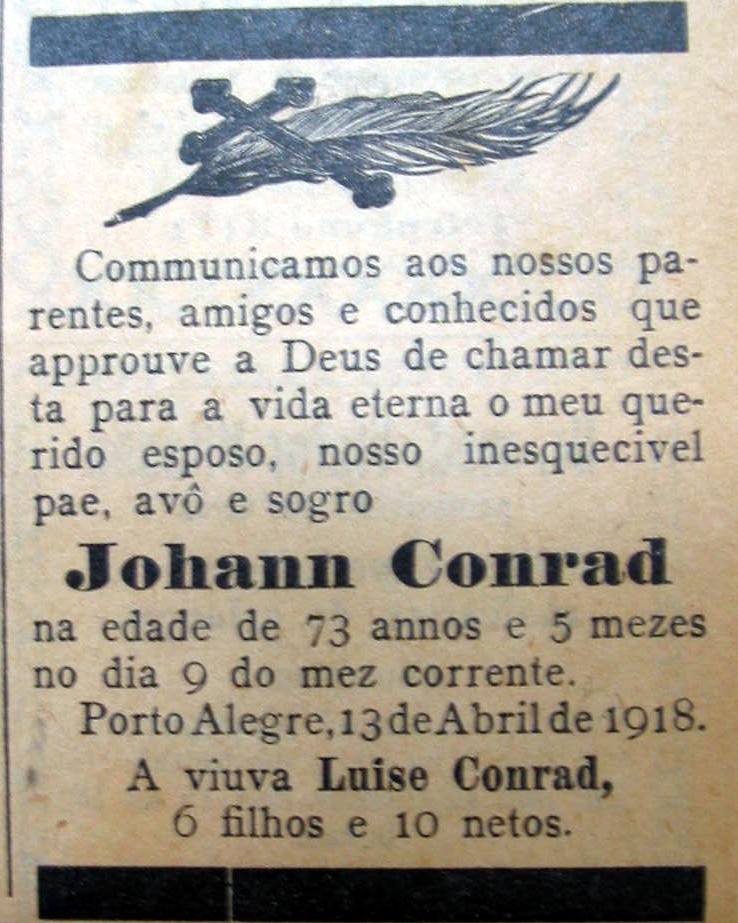 Communicamos aos nossos pa-
rentes, amigos e conhecidos que
approuve a Deus de chamar des-
ta para a vida eterna o meu que-
rido esposo, nosso inesquecivel
pae, avô e sogro
Johann Conrad
na edade de 73 annos e 5 mezes
no dia 9 do mez corrente.
Porto Alegre, 13 de Abril de 1918.
A viuva Luise Conrad,
6 filhos e 10 netos.